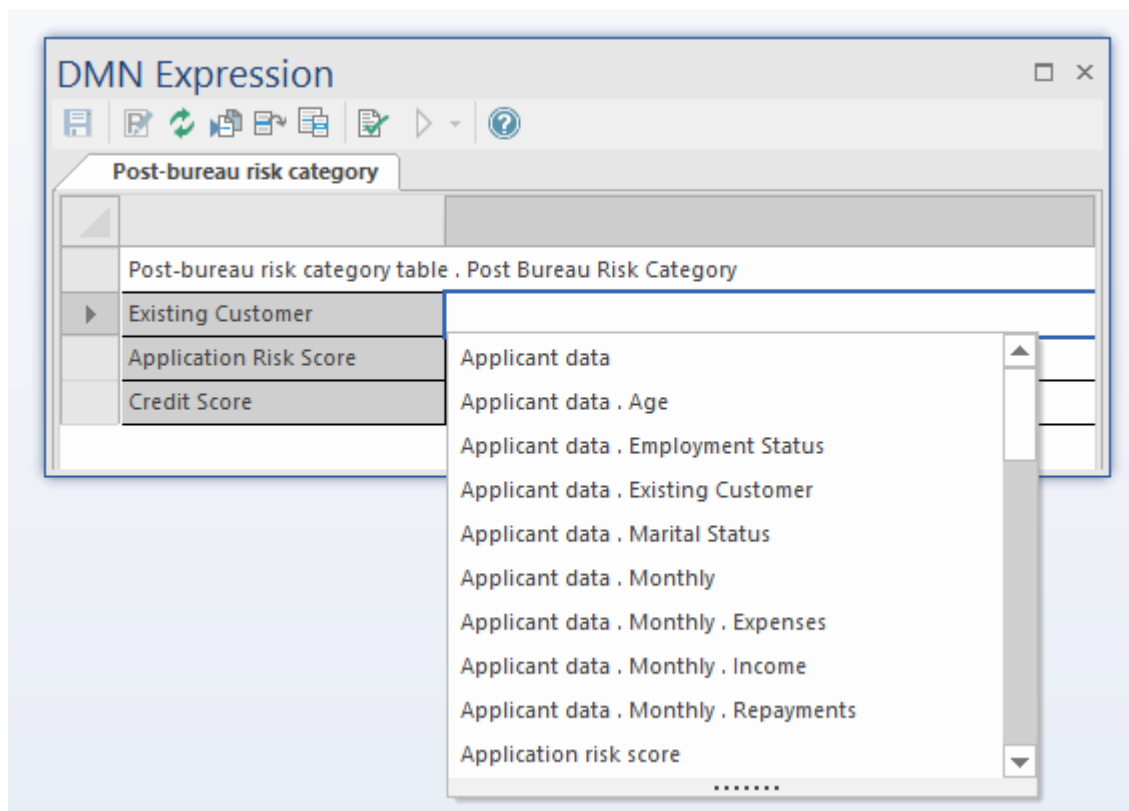 DMN Expression
Post-bureau risk category
Post-bureau risk category table . Post Bureau Risk Category
Existing Customer
Application Risk Score
Credit Score
Applicant data
Applicant data . Age
Applicant data . Employment Status
Applicant data . Existing Customer
Applicant data . Marital Status
Applicant data . Monthly
Applicant data . Monthly . Expenses
Applicant data . Monthly . Income
Applicant data . Monthly . Repayments
Application risk score